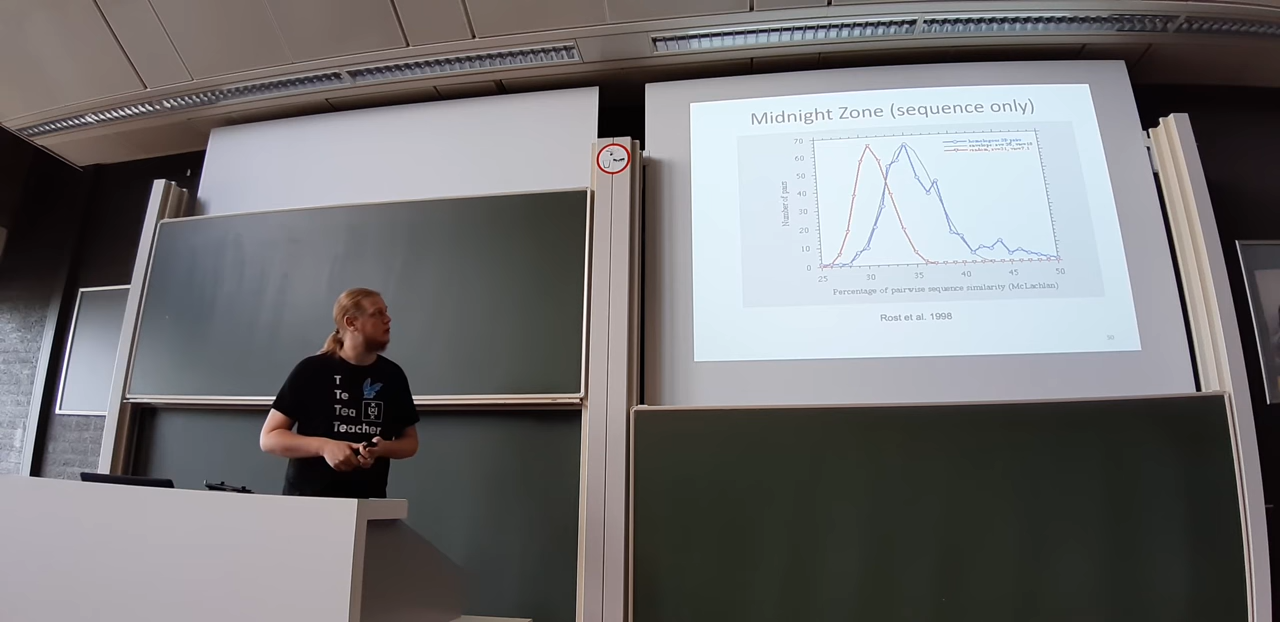 Midnight Zone (sequence only)
70
60
50
40
30
20
10
0
Number of pairs
25
30
35
40
45
50
Percentage of pairwise sequence similarity (McLachlan)
Rost et al. 1998
T
Te
Tea
Teacher